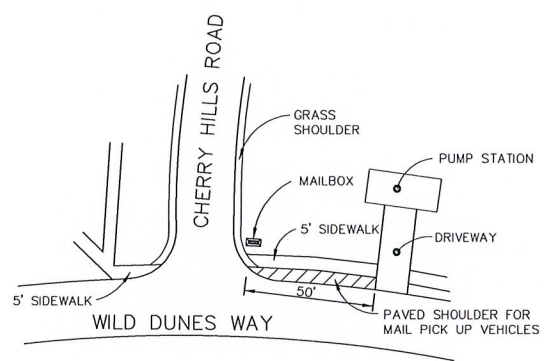 CHERRY HILLS ROAD
GRASS
SHOULDER
PUMP STATION
MAILBOX
5' SIDEWALK
DRIVEWAY
5' SIDEWALK
50'
PAVED SHOULDER FOR
MAIL PICK UP VEHICLES
WILD DUNES WAY